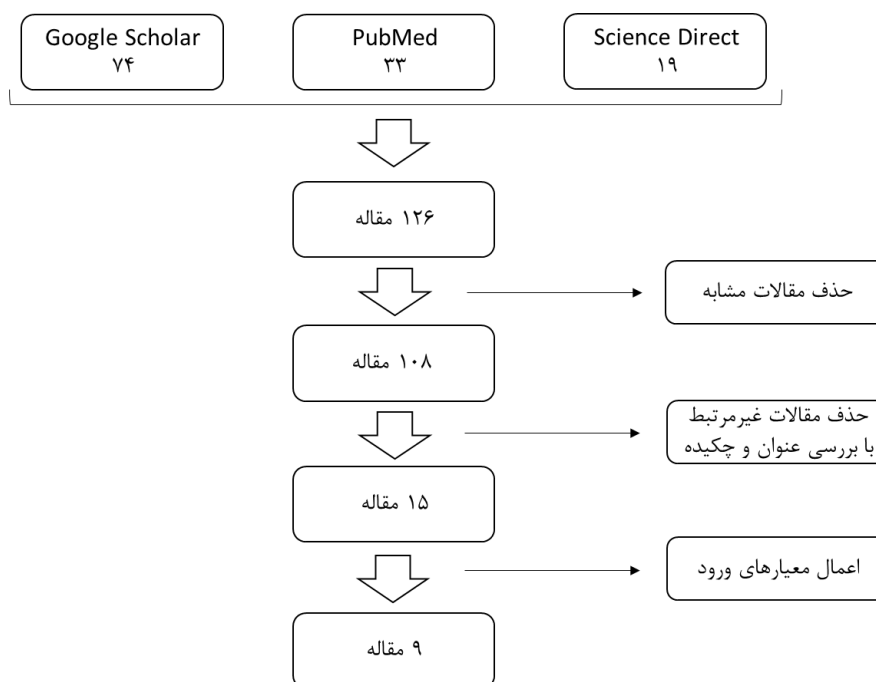 Google Scholar
۷۴
PubMed
۳۳
Science Direct
۱۹
۱۲۶ مقاله
حذف مقالات مشابه
۱۰۸ مقاله
حذف مقالات غیرمرتبط
با بررسی عنوان و چکیده
۱۵ مقاله
اعمال معیارهای ورود
۹ مقاله